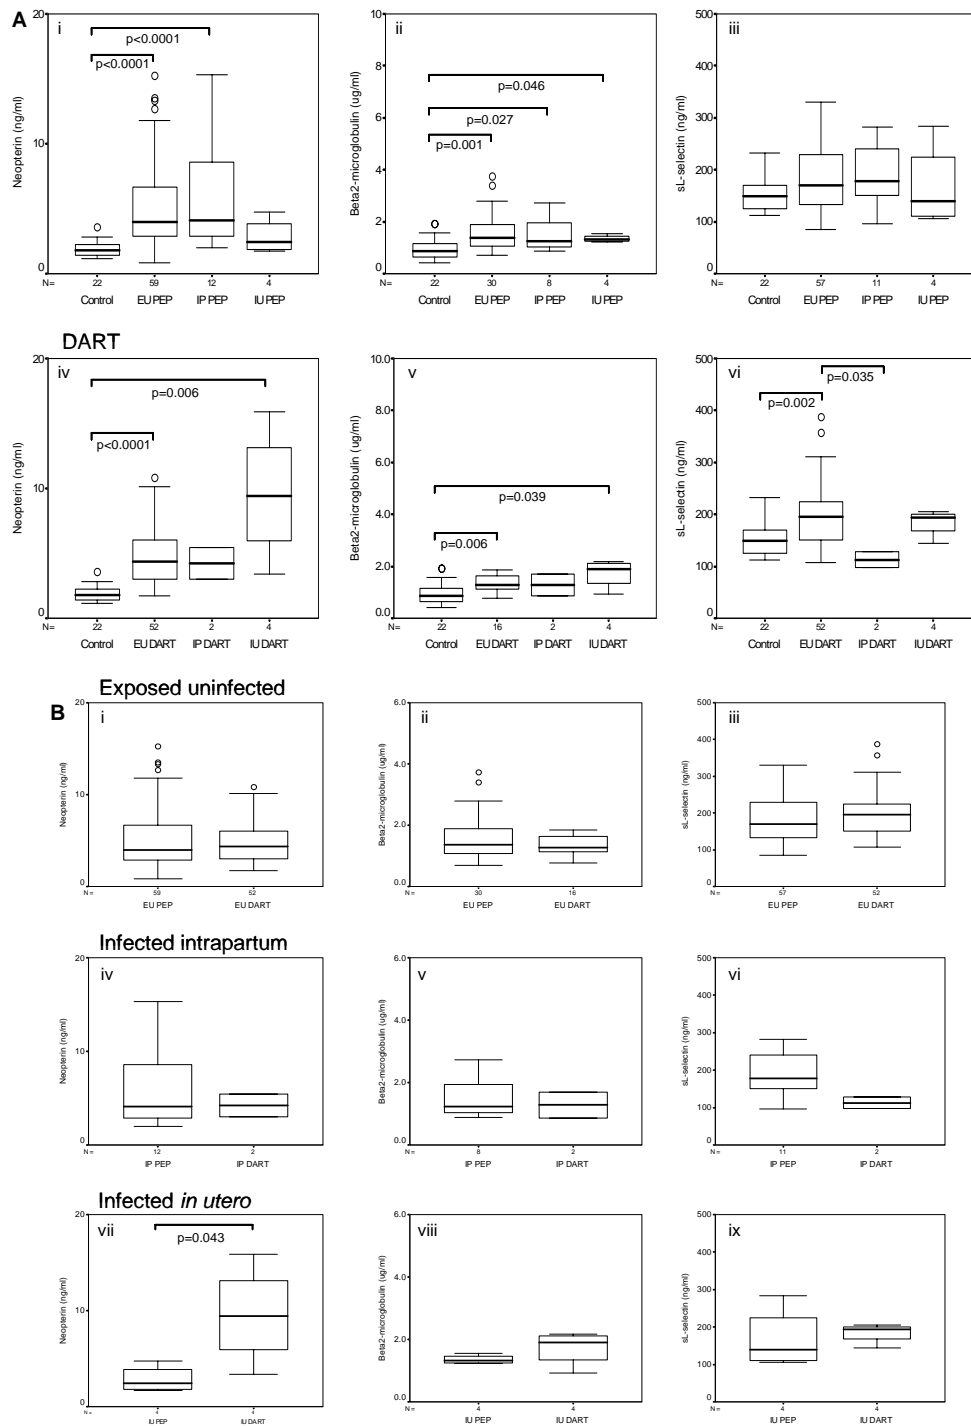 A
i
ii
iii
Neopterin (ng/ml)
20
10
0
p<0.0001
p<0.0001
N=
22
59
12
4
Control
EU PEP
IP PEP
IU PEP
Beta2-microglobulin (ug/ml)
10
8
6
4
2
0
p=0.046
p=0.027
p=0.001
N=
22
30
8
4
Control
EU PEP
IP PEP
IU PEP
sL-selectin (ng/ml)
500
400
300
200
100
0
N=
22
57
11
4
Control
EU PEP
IP PEP
IU PEP
DART
iv
Neopterin (ng/ml)
20
10
0
p=0.006
p<0.0001
N=
22
52
2
4
Control
EU DART
IP DART
IU DART
v
Beta2-microglobulin (ug/ml)
10.0
8.0
6.0
4.0
2.0
0.0
p=0.039
p=0.006
N=
22
16
2
4
Control
EU DART
IP DART
IU DART
vi
sL-selectin (ng/ml)
500
400
300
200
100
0
p=0.035
p=0.002
N=
22
52
2
4
Control
EU DART
IP DART
IU DART
Exposed uninfected
B
i
Neopterin (ng/ml)
20
10
0
N =
59
52
EU PEP
EU DART
ii
Beta2-microglobulin (ug/ml)
6.0
4.0
2.0
0.0
N =
30
16
EU PEP
EU DART
iii
sL-selectin (ng/ml)
500
400
300
200
100
0
N =
57
52
EU PEP
EU DART
Infected intrapartum
iv
Neopterin (ng/ml)
20
10
0
N =
12
2
IP PEP
IP DART
v
Beta2-microglobulin (ug/ml)
6.0
4.0
2.0
0.0
N =
8
2
IP PEP
IP DART
vi
sL-selectin (ng/ml)
500
400
300
200
100
0
N =
11
2
IP PEP
IP DART
Infected in utero
vii
Neopterin (ng/ml)
20
10
0
p=0.043
N =
4
4
IU PEP
IU DART
viii
Beta2-microglobulin (ug/ml)
6.0
4.0
2.0
0.0
N =
4
4
IU PEP
IU DART
ix
sL-selectin (ng/ml)
500
400
300
200
100
0
N =
4
4
IU PEP
IU DART